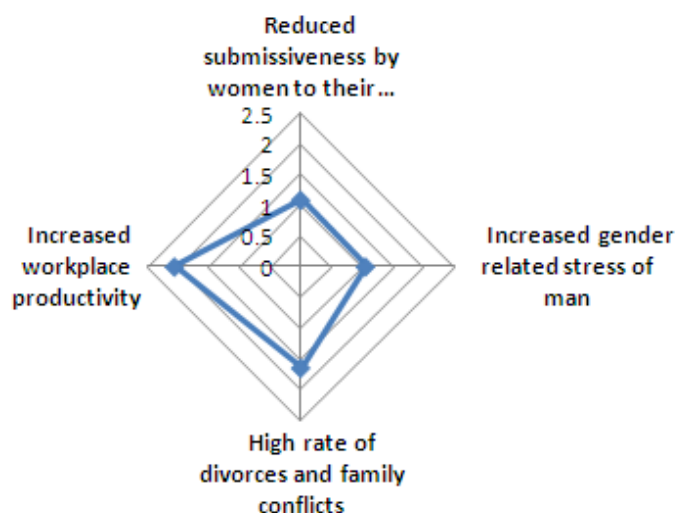 Reduced
submissiveness by
women to their...
2.5
2
1.5
1
0.5
0
Increased
workplace
productivity
Increased gender
related stress of
man
High rate of
divorces and family
conflicts